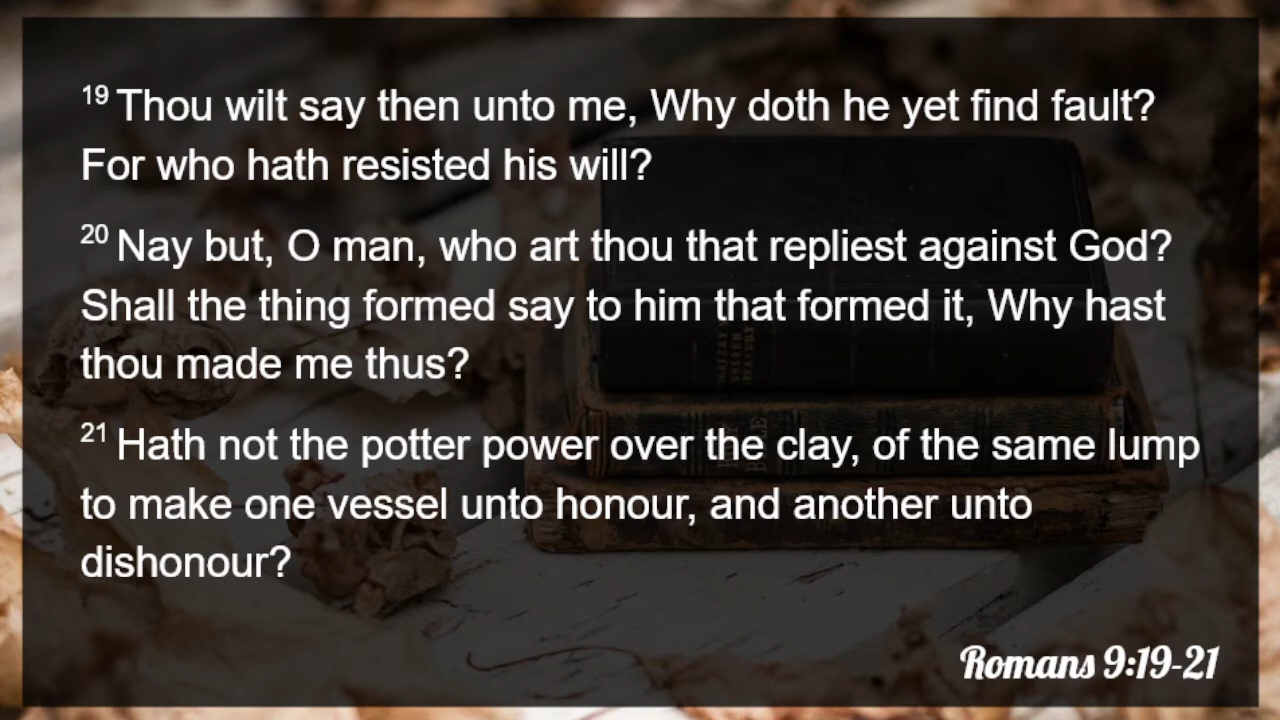 19 Thou wilt say then unto me, Why doth he yet find fault?
For who hath resisted his will?
20 Nay but, O man, who art thou that repliest against God?
Shall the thing formed say to him that formed it, Why hast
thou made me thus?
21 Hath not the potter power over the clay, of the same lump
to make one vessel unto honour, and another unto
dishonour?
Romans 9:19-21